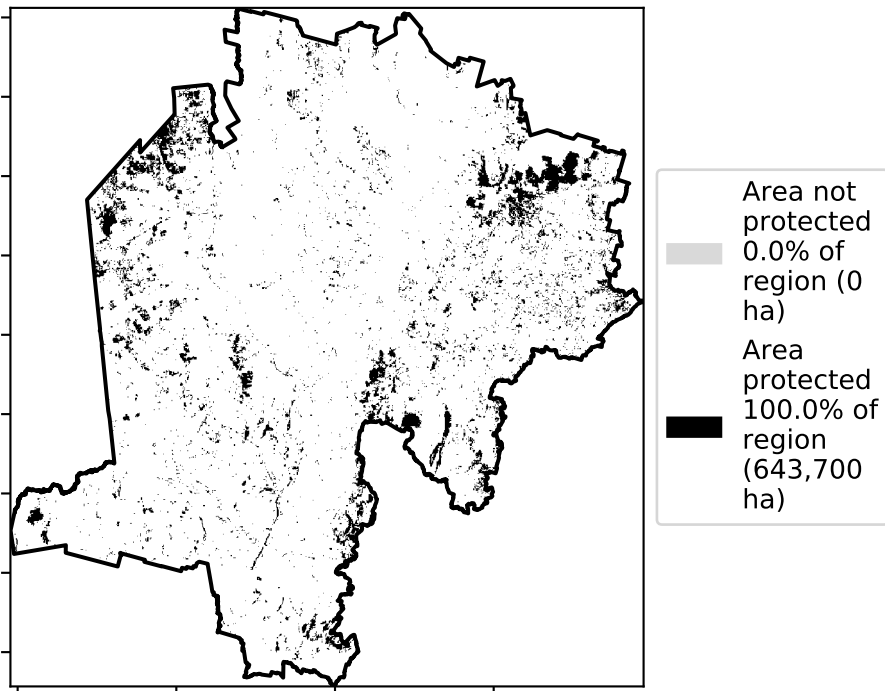 Area not
protected
0.0% of
region (0
ha)
Area
protected
100.0% of
region
(643,700
ha)